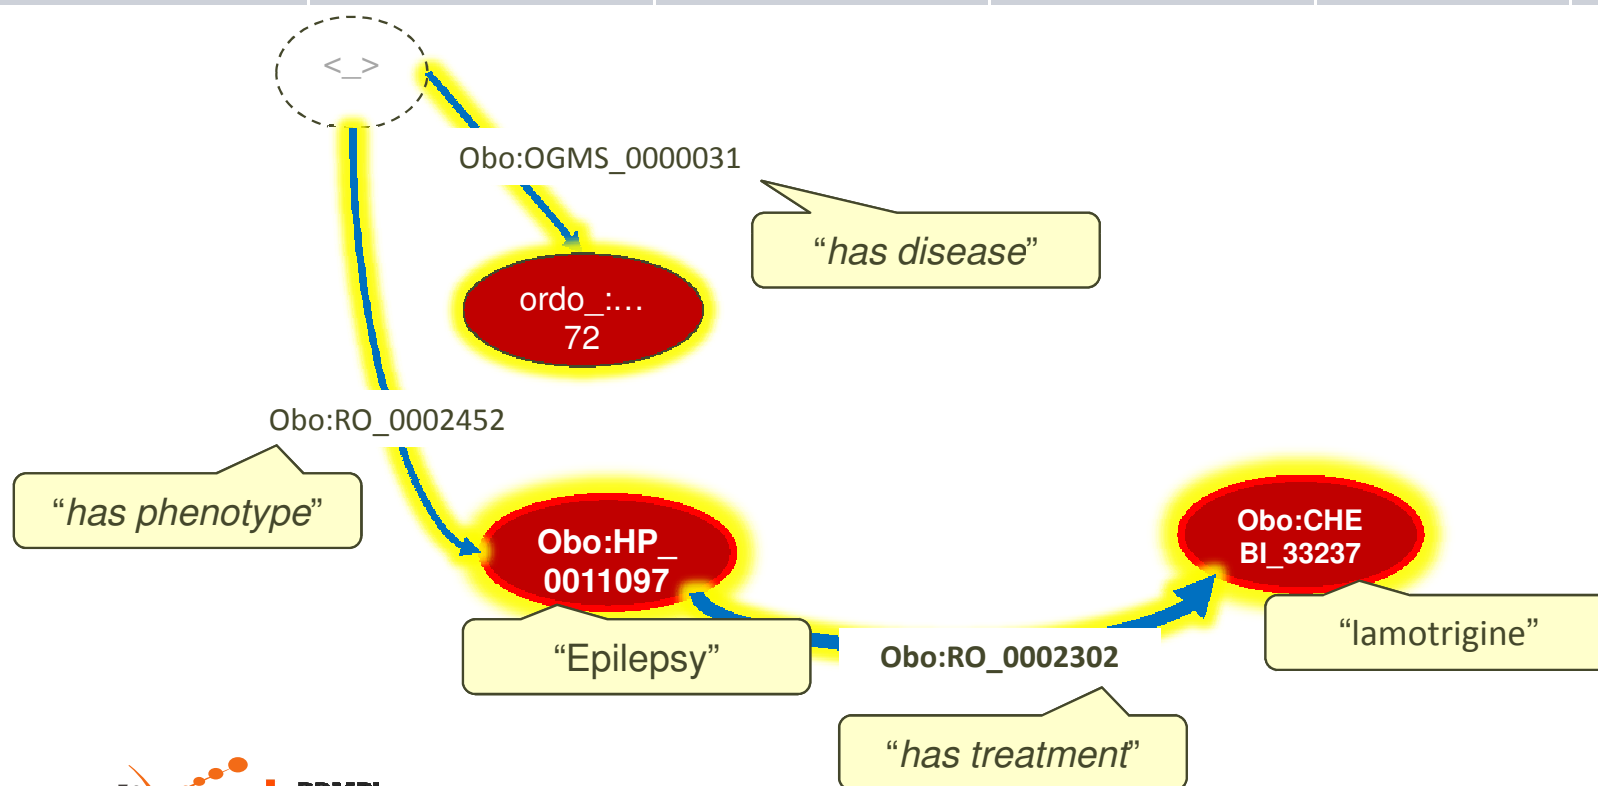 <_>
Obo:OGMS_0000031
“has disease”
ordo_:...
72
Obo:RO_0002452
“has phenotype”
Obo:HP_
0011097
Obo:CHE
BI_33237
“Epilepsy”
“lamotrigine”
Obo:RO_0002302
“has treatment”